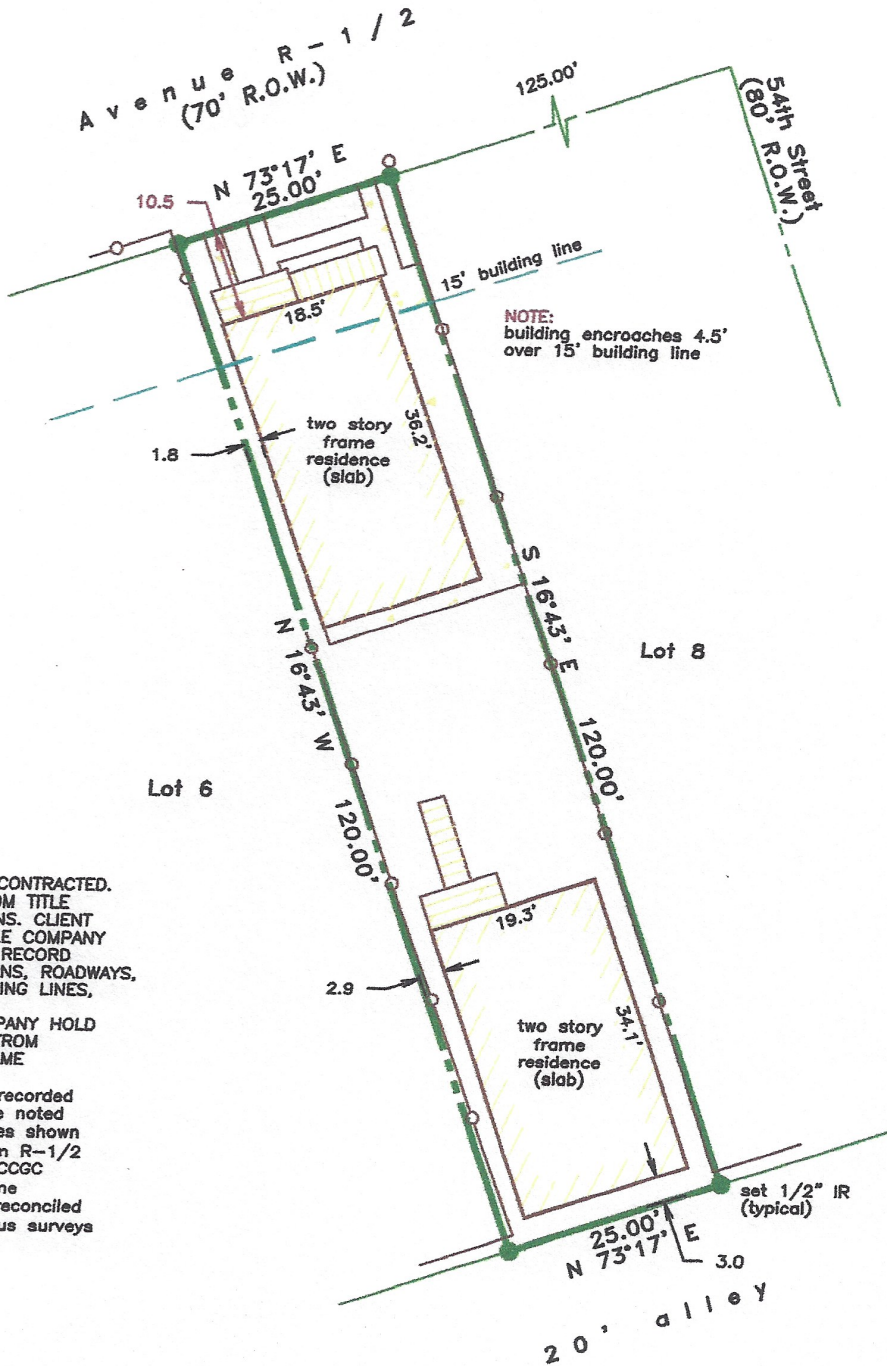 Avenue R-1/2
(70' R.O.W.)
125.00'
54th Street
(80' R.O.W.)
N 73°17' E
25.00'
10.5
15' building line
18.5'
NOTE:
building encroaches 4.5'
over 15' building line
36.2'
two story
frame
residence
(slab)
1.8
S 16°43' E
120.00'
N 16°43' W
120.00'
Lot 8
Lot 6
CONTRACTED.
OM TITLE
NS. CLIENT
E COMPANY
RECORD
NS, ROADWAYS,
ING LINES,
PANY HOLD
FROM
ME
recorded
e noted
es shown
n R-1/2
CCGC
ne
reconciled
us surveys
19.3'
2.9
34.1'
two story
frame
residence
(slab)
set 1/2" IR
(typical)
25.00'
N 73°17' E
3.0
20' alley